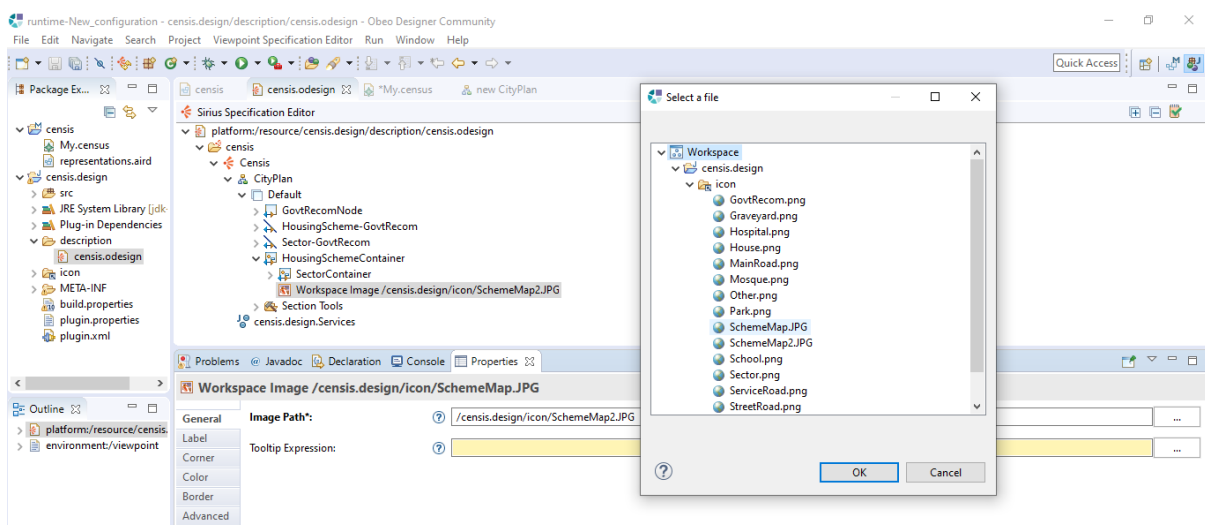 runtime-New_configuration - censis.design/description/censis.odesign - Obeo Designer Community
File Edit Navigate Search Project Viewpoint Specification Editor Run Window Help
Quick Access
Package Ex...
censis
My.census
representations.aird
censis.design
src
JRE System Library [jdk-
Plug-in Dependencies
description
censis.odesign
icon
META-INF
build.properties
plugin.properties
plugin.xml
Outline
platform:/resource/censis.
environment:/viewpoint
censis censis.odesign *My.census new CityPlan
Sirius Specification Editor
platform:/resource/censis.design/description/censis.odesign
censis
Censis
CityPlan
Default
GovtRecomNode
HousingScheme-GovtRecom
Sector-GovtRecom
HousingSchemeContainer
SectorContainer
Workspace Image /censis.design/icon/SchemeMap2.JPG
Section Tools
censis.design.Services
Problems @ Javadoc Declaration Console Properties
Workspace Image /censis.design/icon/SchemeMap.JPG
General
Label
Corner
Color
Border
Advanced
Image Path*: ? /censis.design/icon/SchemeMap2.JPG ...
Tooltip Expression: ? ...
Select a file
Workspace
censis.design
icon
GovtRecom.png
Graveyard.png
Hospital.png
House.png
MainRoad.png
Mosque.png
Other.png
Park.png
SchemeMap.JPG
SchemeMap2.JPG
School.png
Sector.png
ServiceRoad.png
StreetRoad.png
? OK Cancel